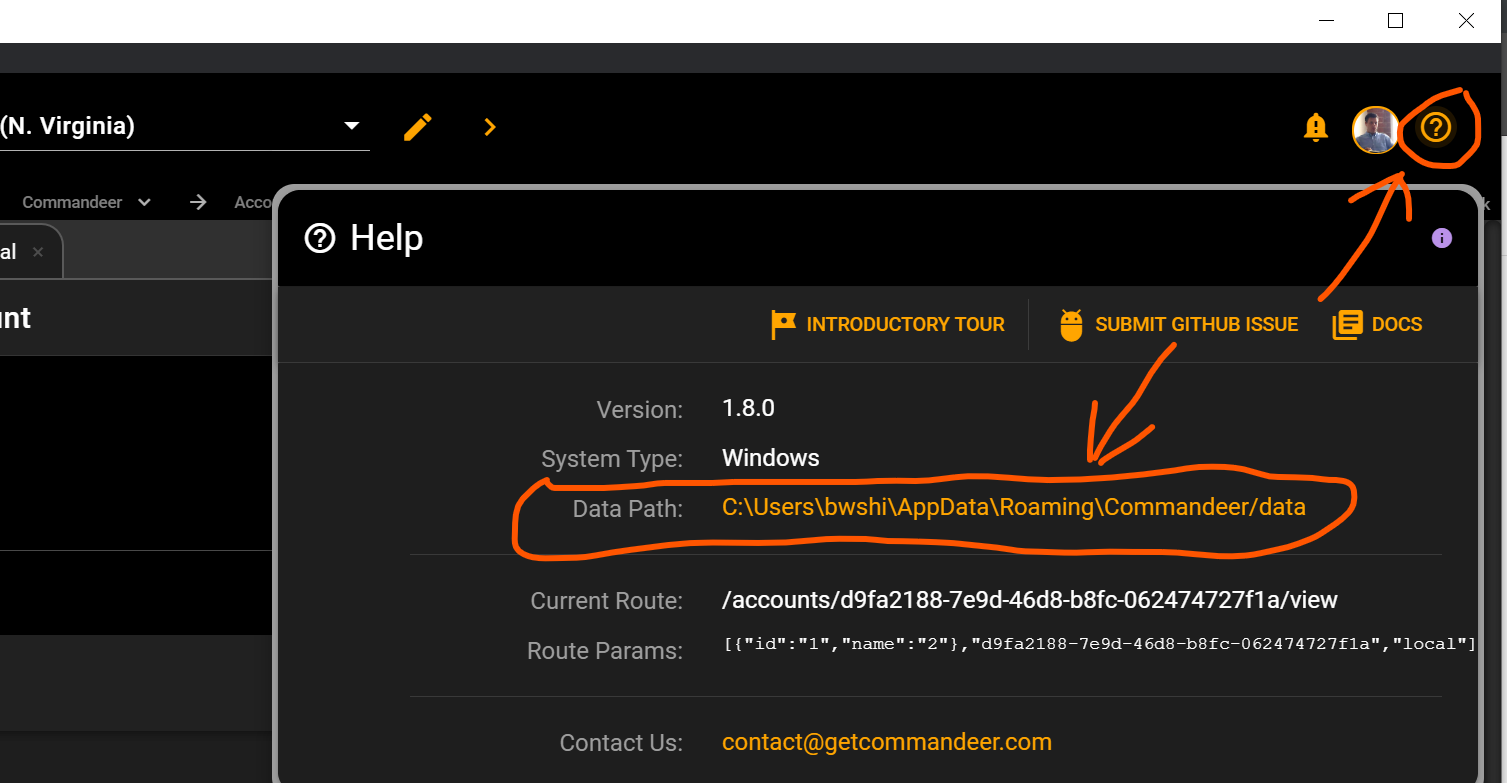 (N. Virginia)
Commandeer
Acco
k
al
Help
unt
INTRODUCTORY TOUR
SUBMIT GITHUB ISSUE
DOCS
Version: 1.8.0
System Type: Windows
Data Path: C:\Users\bwshi\AppData\Roaming\Commandeer/data
Current Route: /accounts/d9fa2188-7e9d-46d8-b8fc-062474727f1a/view
Route Params: [{"id":"1","name":"2"},"d9fa2188-7e9d-46d8-b8fc-062474727f1a","local"]
Contact Us: contact@getcommandeer.com